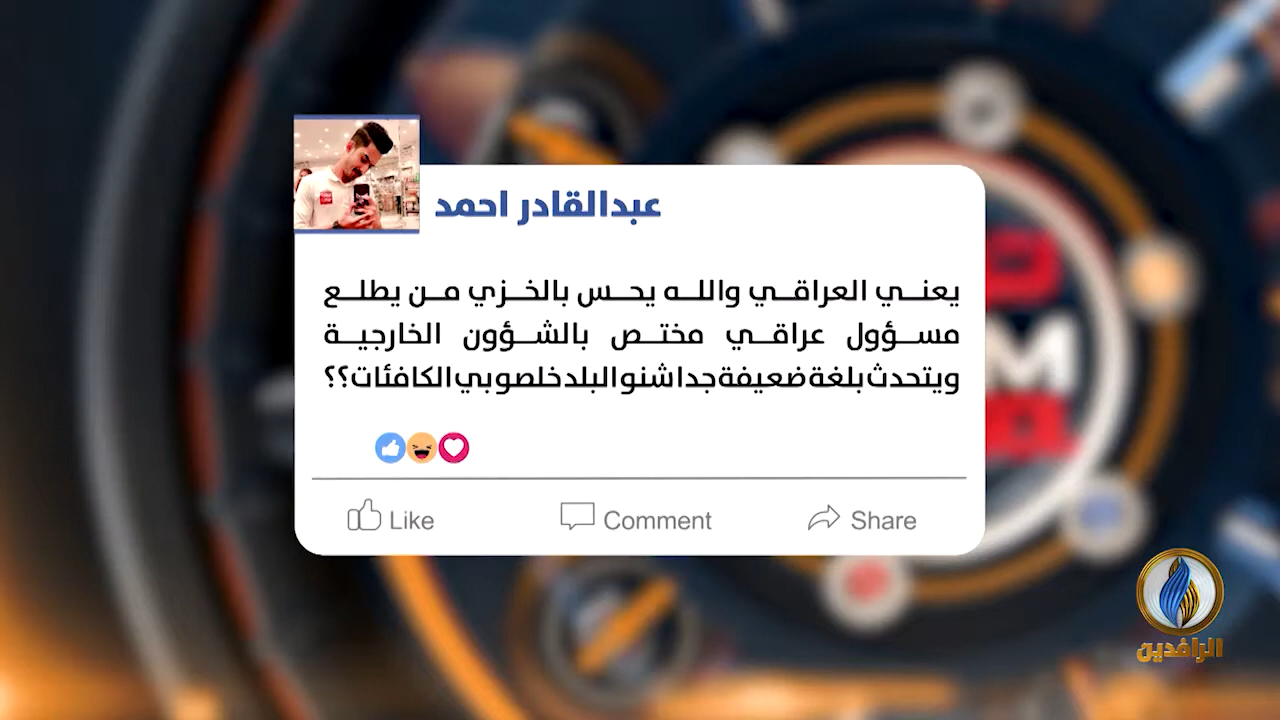 عبدالقادر احمد
يعني العراقي والله يحس بالخزي من يطلع
مسؤول عراقي مختص بالشؤون الخارجية
ويتحدث بلغة ضعيفة جدا شنو البلد خلصو بي الكافئات؟؟
Like Comment Share
الرافدين